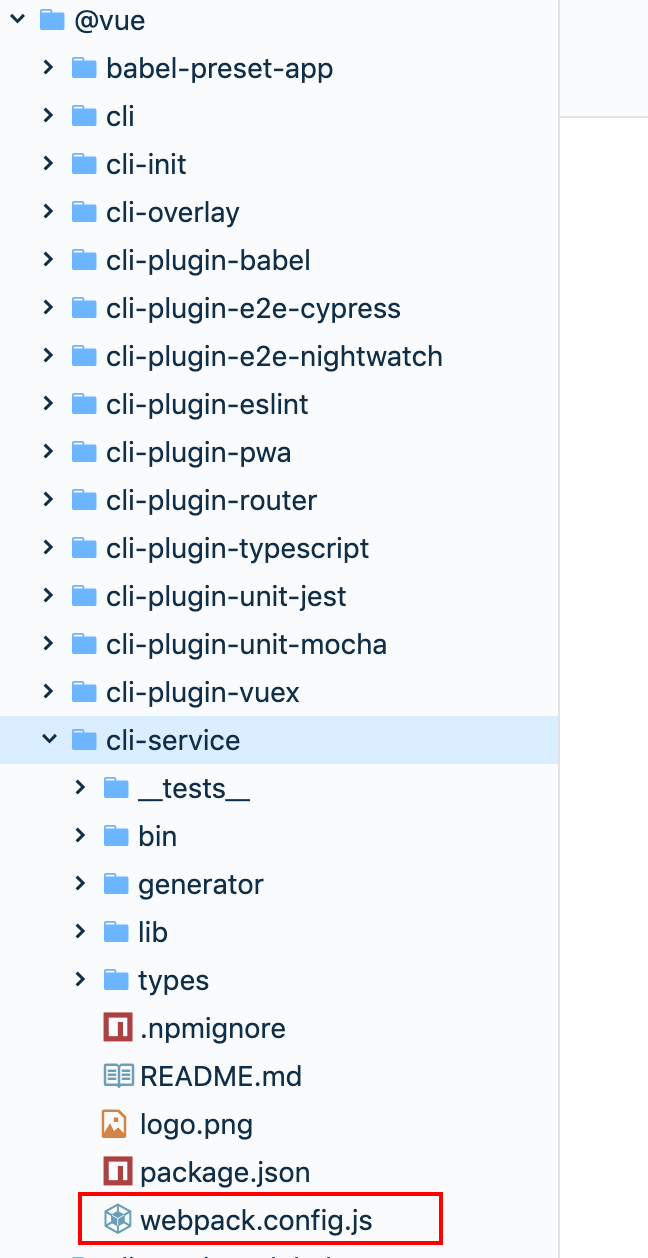 @vue
babel-preset-app
cli
cli-init
cli-overlay
cli-plugin-babel
cli-plugin-e2e-cypress
cli-plugin-e2e-nightwatch
cli-plugin-eslint
cli-plugin-pwa
cli-plugin-router
cli-plugin-typescript
cli-plugin-unit-jest
cli-plugin-unit-mocha
cli-plugin-vuex
cli-service
__tests__
bin
generator
lib
types
.npmignore
README.md
logo.png
package.json
webpack.config.js